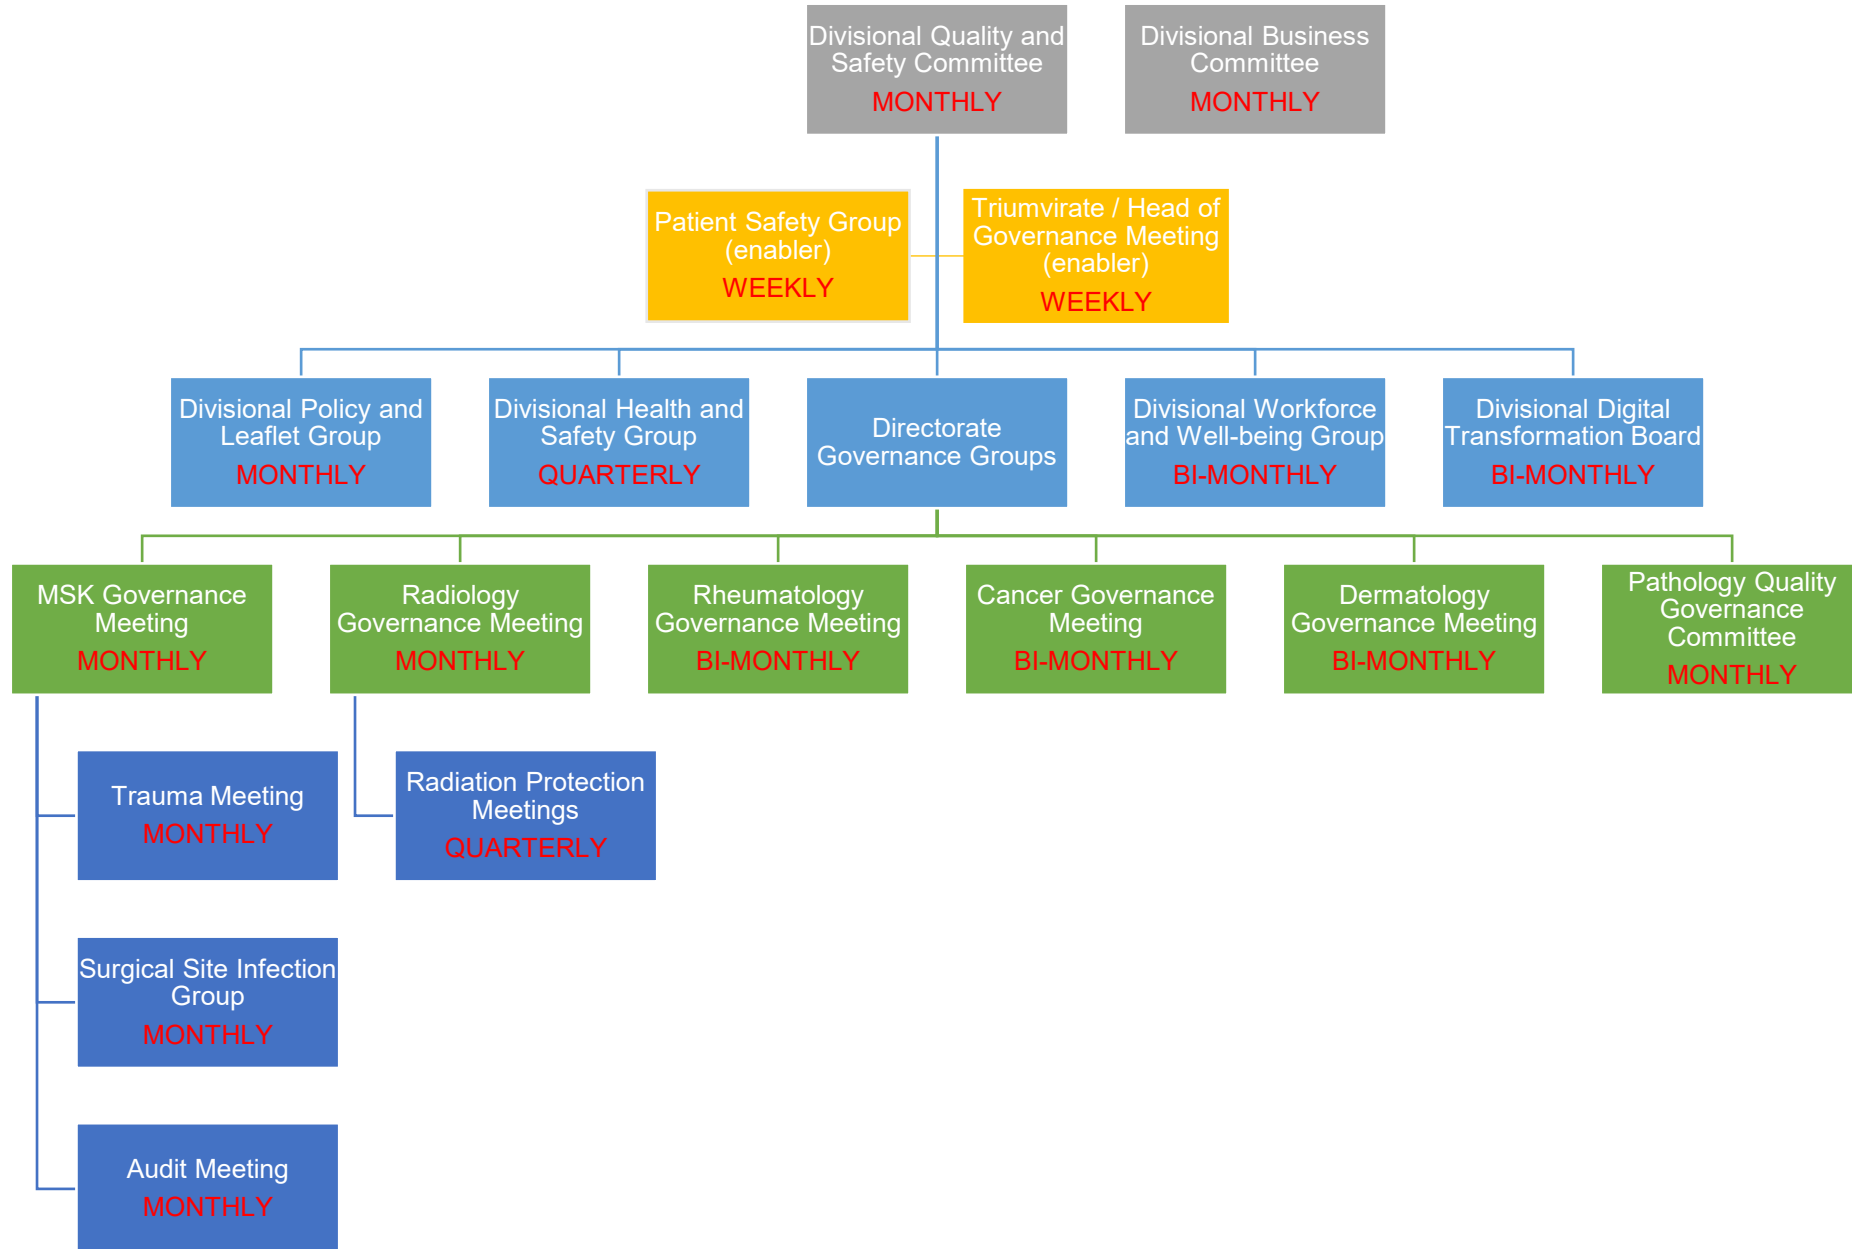 Divisional Quality and
Safety Committee
MONTHLY
Divisional Business
Committee
MONTHLY
Patient Safety Group
(enabler)
WEEKLY
Triumvirate / Head of
Governance Meeting
(enabler)
WEEKLY
Divisional Policy and
Leaflet Group
MONTHLY
Divisional Health and
Safety Group
QUARTERLY
Directorate
Governance Groups
Divisional Workforce
and Well-being Group
BI-MONTHLY
Divisional Digital
Transformation Board
BI-MONTHLY
MSK Governance
Meeting
MONTHLY
Radiology
Governance Meeting
MONTHLY
Rheumatology
Governance Meeting
BI-MONTHLY
Cancer Governance
Meeting
BI-MONTHLY
Dermatology
Governance Meeting
BI-MONTHLY
Pathology Quality
Governance
Committee
MONTHLY
Trauma Meeting
MONTHLY
Radiation Protection
Meetings
QUARTERLY
Surgical Site Infection
Group
MONTHLY
Audit Meeting
MONTHLY